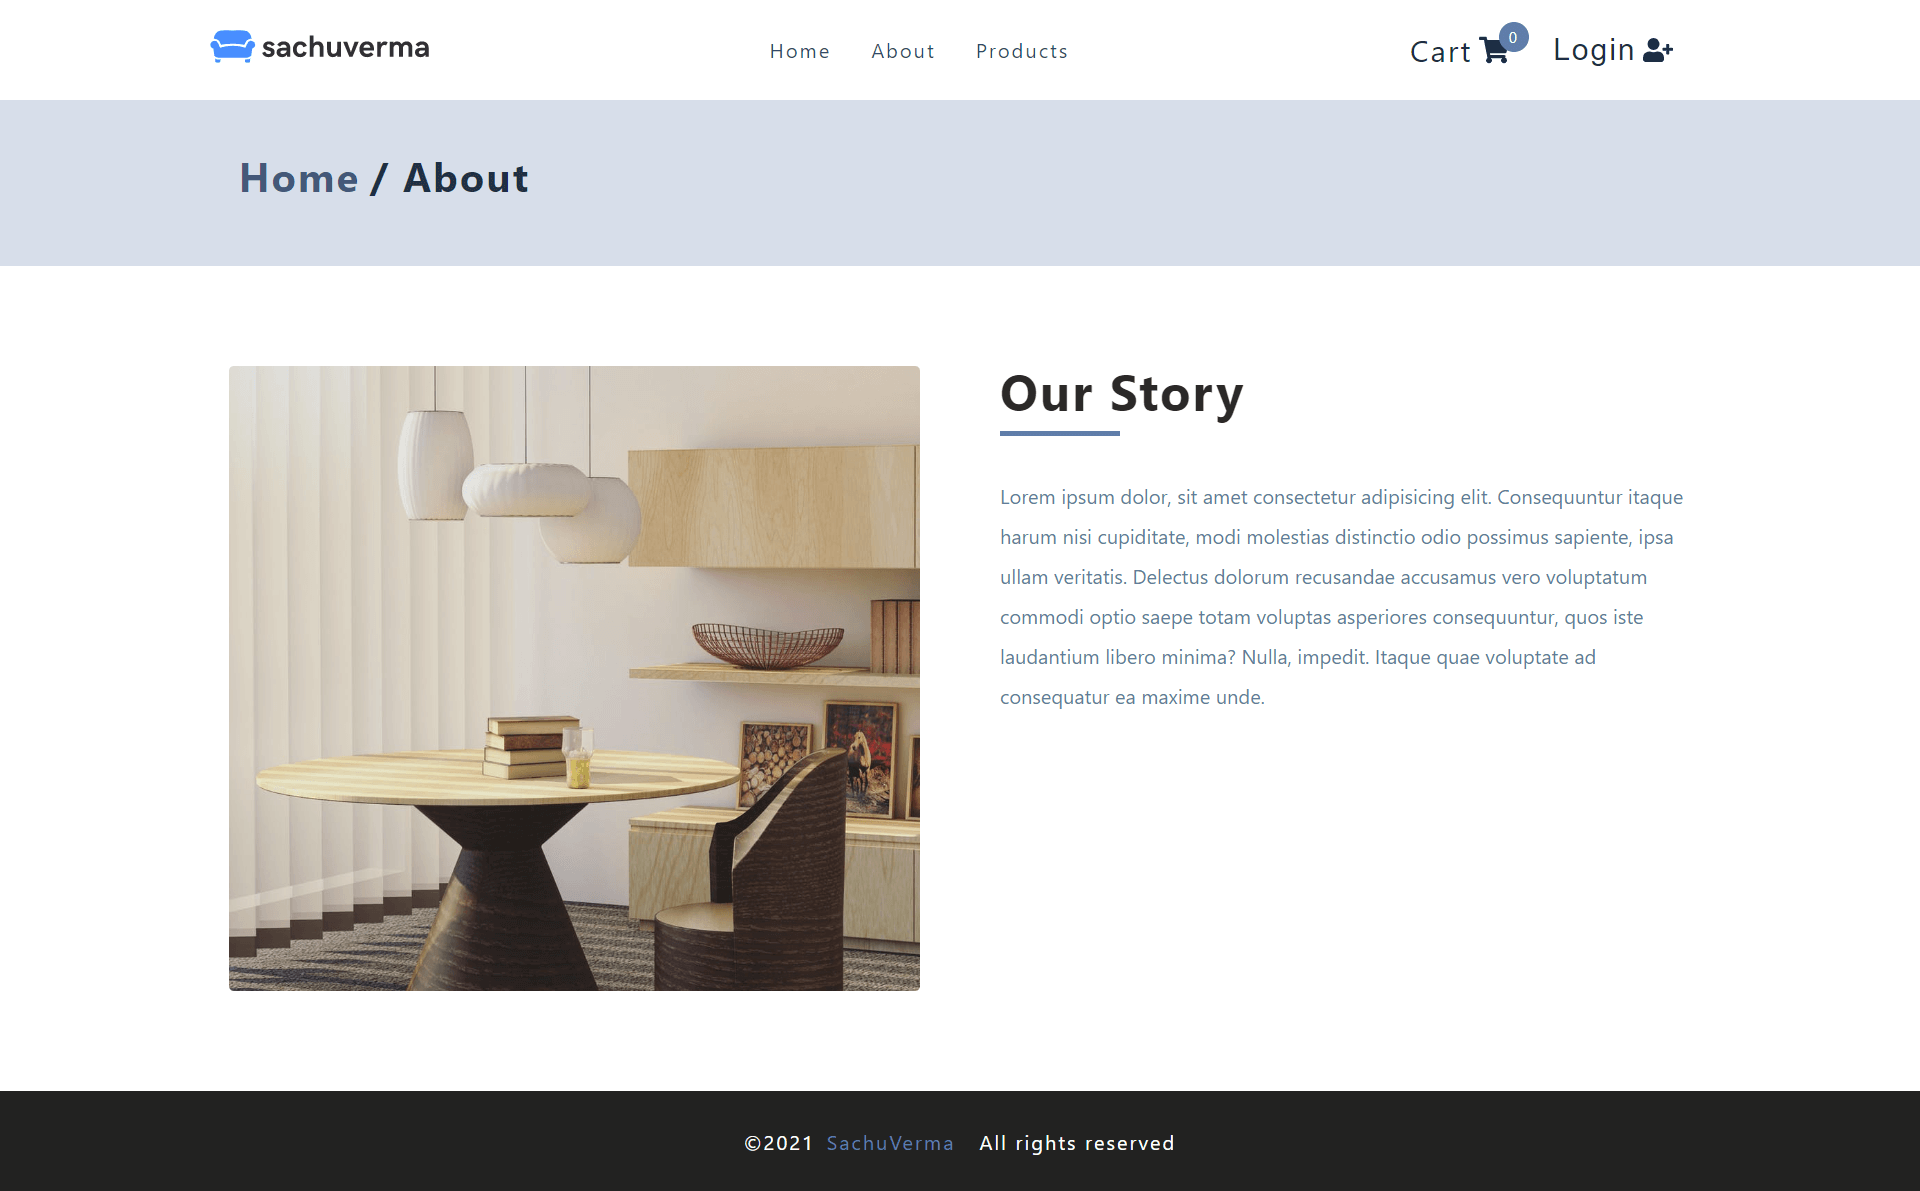 sachuverma
Home About Products
Cart 0 Login
Home / About
Our Story
Lorem ipsum dolor, sit amet consectetur adipisicing elit. Consequuntur itaque
harum nisi cupiditate, modi molestias distinctio odio possimus sapiente, ipsa
ullam veritatis. Delectus dolorum recusandae accusamus vero voluptatum
commodi optio saepe totam voluptas asperiores consequuntur, quos iste
laudantium libero minima? Nulla, impedit. Itaque quae voluptate ad
consequatur ea maxime unde.
©2021 SachuVerma All rights reserved